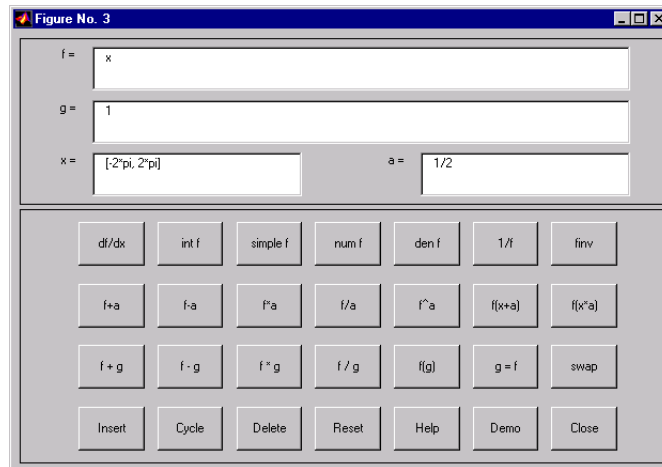 Figure No. 3
f = x
g = 1
x = [-2*pi, 2*pi] a = 1/2
df/dx int f simple f num f den f 1/f finv
f+a f-a f*a f/a f^a f(x+a) f(x*a)
f + g f - g f * g f / g f(g) g = f swap
Insert Cycle Delete Reset Help Demo Close